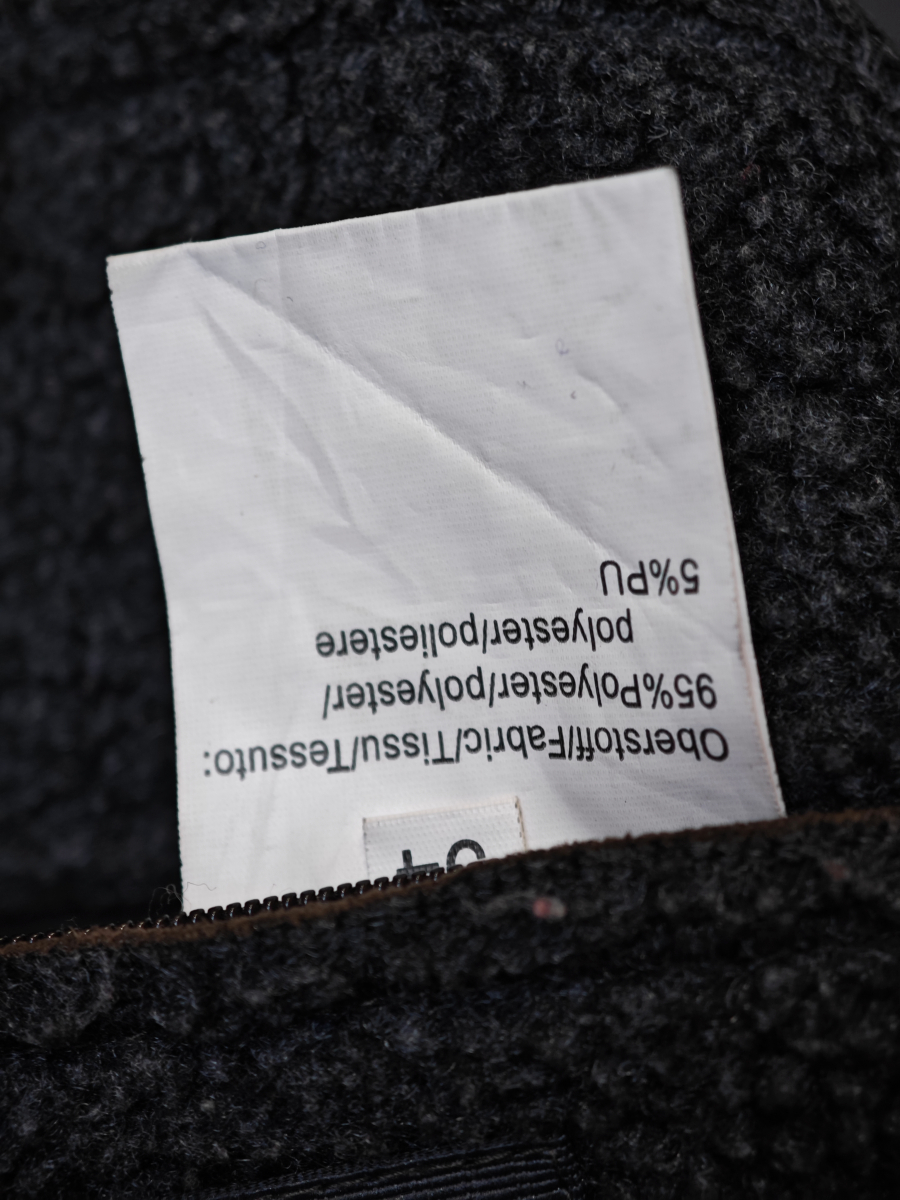 Oberstoff/Fabric/Tissu/Tessuto:
95%Polyester/polyester/
polyester/poliestere
5%PU